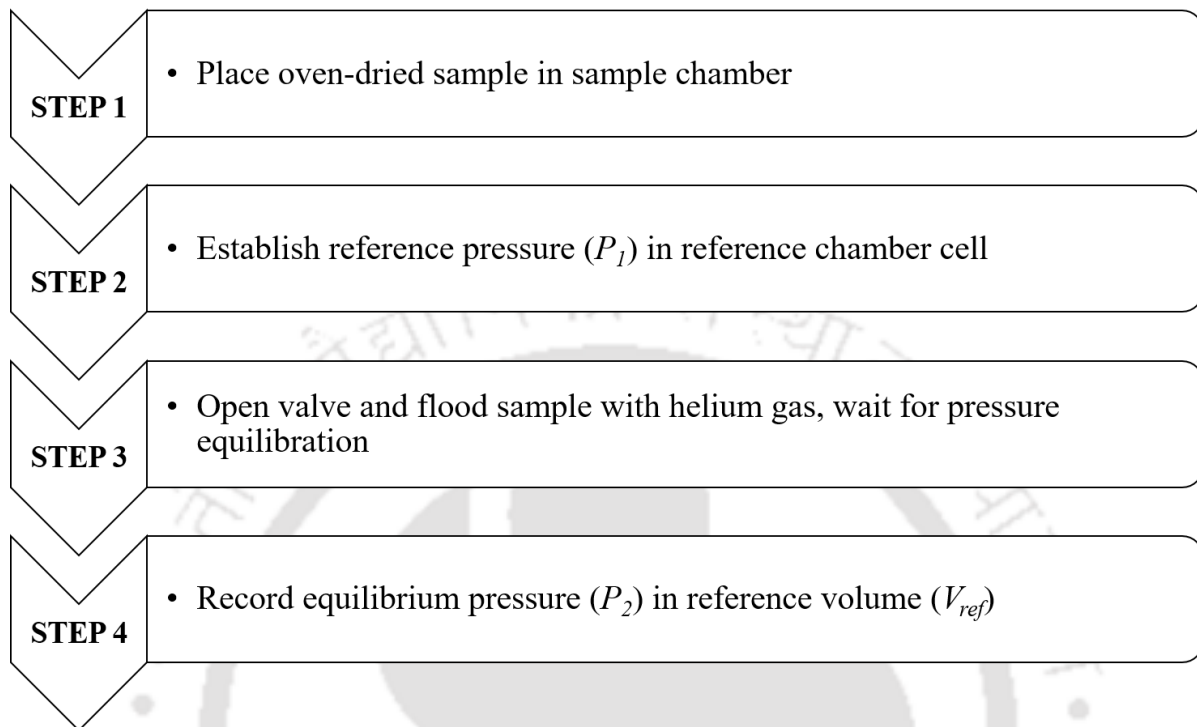 STEP 1
• Place oven-dried sample in sample chamber
STEP 2
• Establish reference pressure (P₁) in reference chamber cell
STEP 3
• Open valve and flood sample with helium gas, wait for pressure
equilibration
STEP 4
• Record equilibrium pressure (P₂) in reference volume (V_ref)